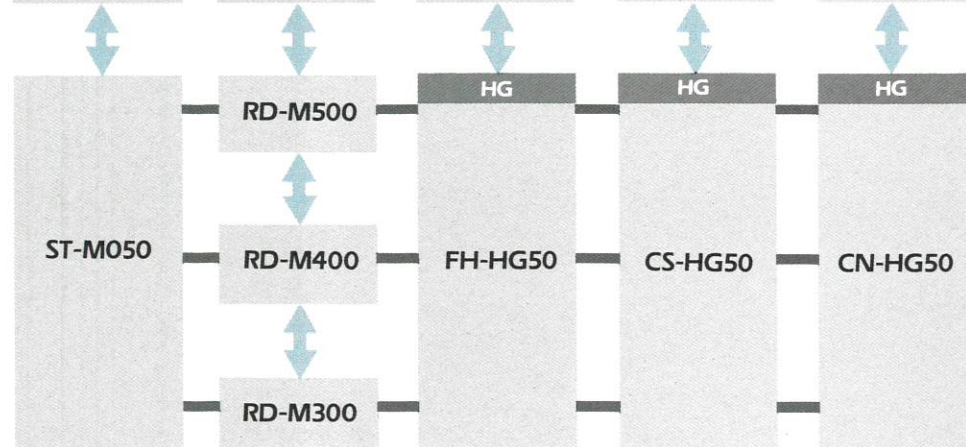 HG
HG
HG
RD-M500
ST-M050
RD-M400
FH-HG50
CS-HG50
CN-HG50
RD-M300